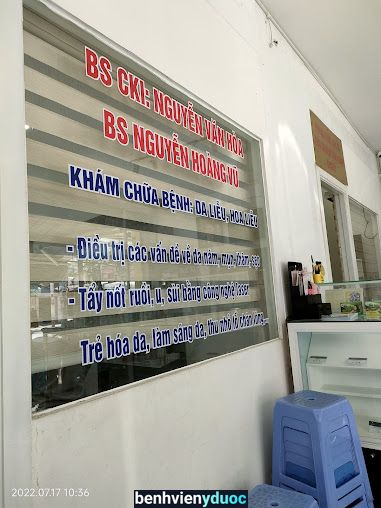 BS CKI: NGUYỄN VĂN HÒA
BS NGUYỄN HOÀNG VŨ
KHÁM CHỮA BỆNH: DA LIỄU, HOA LIỄU
- Điều trị các vấn đề về da nám, mụn, thâm, sẹo
- Tẩy nốt ruồi, u, sùi bằng công nghệ laser
Trẻ hóa da, làm sáng da, thu nhỏ lỗ chân lông
2022.07.17 10:36
benhvienyduoc